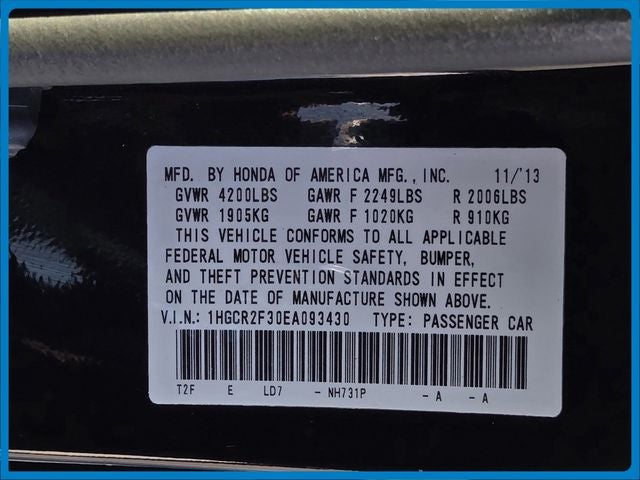 MFD. BY HONDA OF AMERICA MFG., INC. 11/'13
GVWR 4200LBS GAWR F 2249LBS R 2006LBS
GVWR 1905KG GAWR F 1020KG R 910KG
THIS VEHICLE CONFORMS TO ALL APPLICABLE
FEDERAL MOTOR VEHICLE SAFETY, BUMPER,
AND THEFT PREVENTION STANDARDS IN EFFECT
ON THE DATE OF MANUFACTURE SHOWN ABOVE.
V.I.N.: 1HGCR2F30EA093430 TYPE: PASSENGER CAR
T2F E LD7 - NH731P - A - A